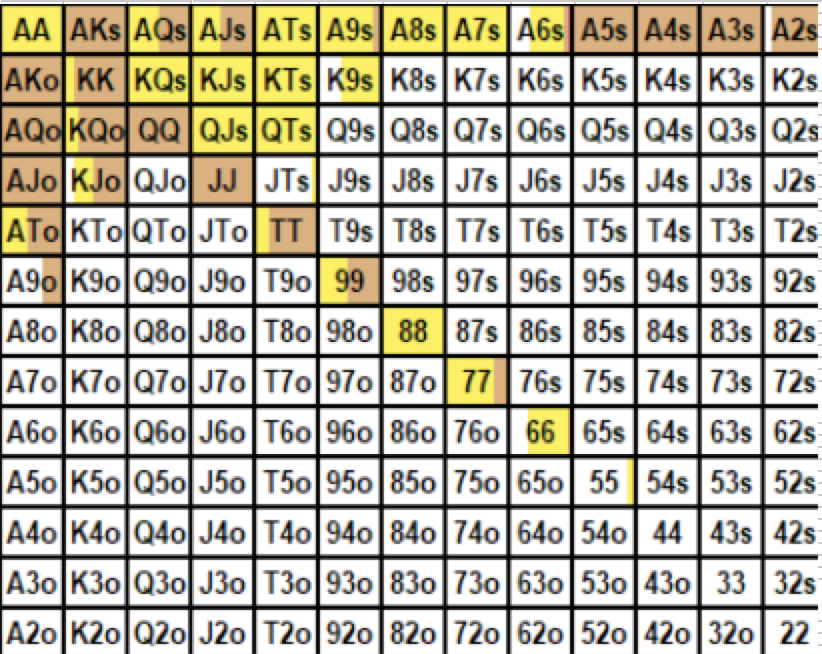 AA AKs AQs AJs ATs A9s A8s A7s A6s A5s A4s A3s A2s
AKo KK KQs KJs KTs K9s K8s K7s K6s K5s K4s K3s K2s
AQo KQo QQ QJs QTs Q9s Q8s Q7s Q6s Q5s Q4s Q3s Q2s
AJo KJo QJo JJ JTs J9s J8s J7s J6s J5s J4s J3s J2s
ATo KTo QTo JTo TT T9s T8s T7s T6s T5s T4s T3s T2s
A9o K9o Q9o J9o T9o 99 98s 97s 96s 95s 94s 93s 92s
A8o K8o Q8o J8o T8o 98o 88 87s 86s 85s 84s 83s 82s
A7o K7o Q7o J7o T7o 97o 87o 77 76s 75s 74s 73s 72s
A6o K6o Q6o J6o T6o 96o 86o 76o 66 65s 64s 63s 62s
A5o K5o Q5o J5o T5o 95o 85o 75o 65o 55 54s 53s 52s
A4o K4o Q4o J4o T4o 94o 84o 74o 64o 54o 44 43s 42s
A3o K3o Q3o J3o T3o 93o 83o 73o 63o 53o 43o 33 32s
A2o K2o Q2o J2o T2o 92o 82o 72o 62o 52o 42o 32o 22